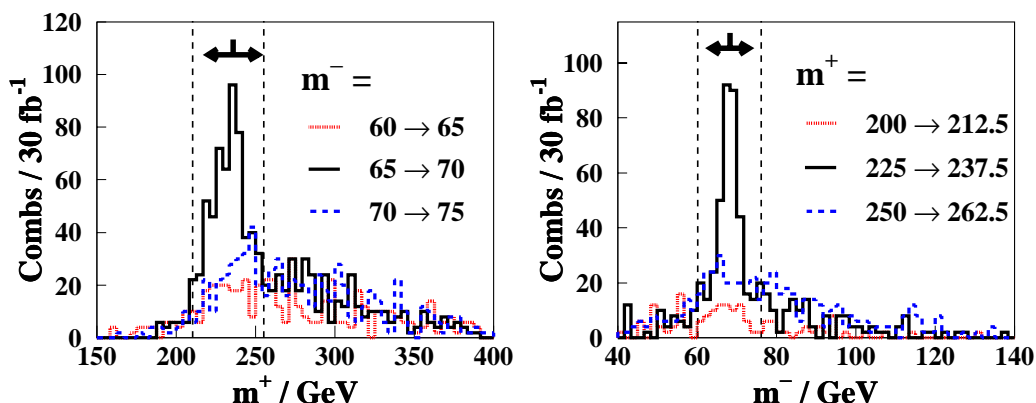 Combs / 30 fb⁻¹
120
100
80
60
40
20
0
m⁻ =
60 → 65
65 → 70
70 → 75
150 200 250 300 350 400
m⁺ / GeV
Combs / 30 fb⁻¹
100
80
60
40
20
0
m⁺ =
200 → 212.5
225 → 237.5
250 → 262.5
40 60 80 100 120 140
m⁻ / GeV